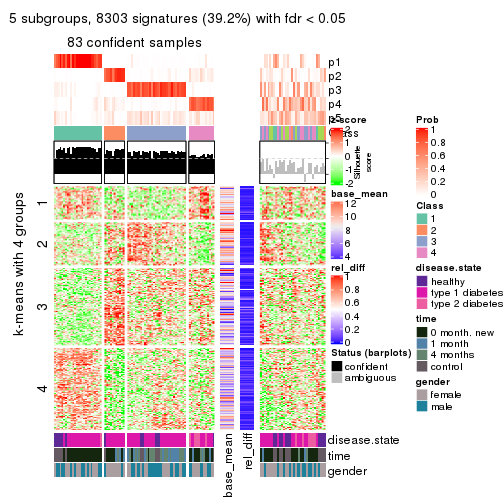 5 subgroups, 8303 signatures (39.2%) with fdr < 0.05
83 confident samples
p1
p2
p3
p4
p5
Class
z-score
2
-2
Silhouette
score
1
0
k-means with 4 groups
1
2
3
4
base_mean
12
10
8
6
4
rel_diff
1
0.8
0.6
0.4
0.2
0
Status (barplots)
confident
ambiguous
Prob
1
0.8
0.6
0.4
0.2
0
Class
1
2
3
4
disease.state
healthy
type 1 diabetes
type 2 diabetes
time
0 month. new
1 month
4 months
control
gender
female
male
disease.state
time
gender
base_mean
rel_diff